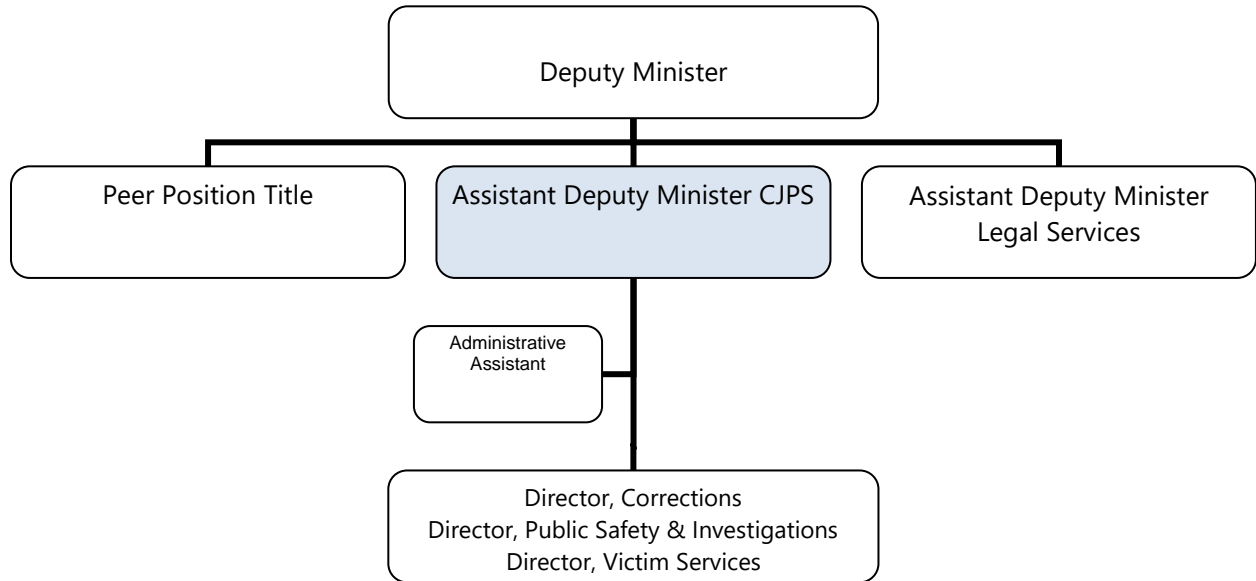 Deputy Minister
Peer Position Title
Assistant Deputy Minister CJPS
Assistant Deputy Minister
Legal Services
Administrative
Assistant
Director, Corrections
Director, Public Safety & Investigations
Director, Victim Services